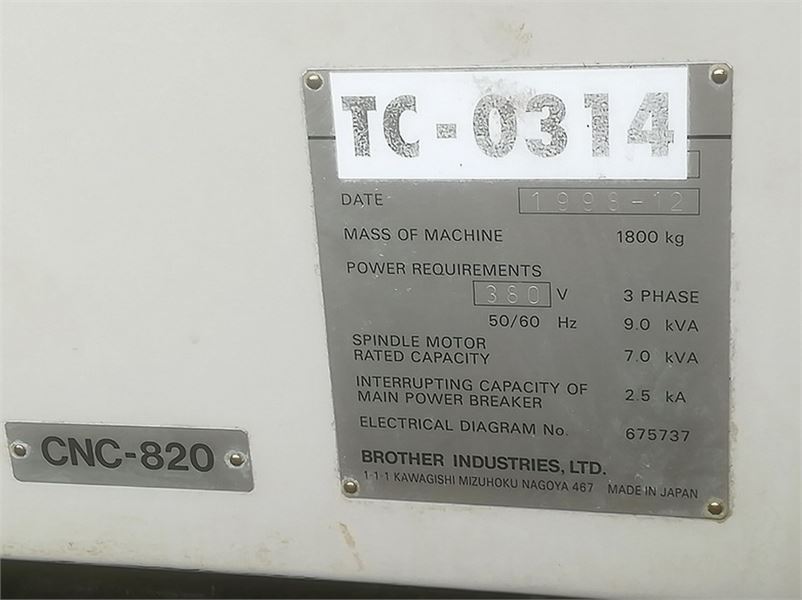 TC-0314
DATE
MASS OF MACHINE 1800 kg
POWER REQUIREMENTS
380 V 3 PHASE
50/60 Hz 9.0 kVA
SPINDLE MOTOR
RATED CAPACITY 7.0 kVA
INTERRUPTING CAPACITY OF
MAIN POWER BREAKER 2.5 kA
ELECTRICAL DIAGRAM No. 675737
BROTHER INDUSTRIES, LTD.
1-1-1 KAWAGISHI MIZUHOKU NAGOYA 467 MADE IN JAPAN
CNC-820